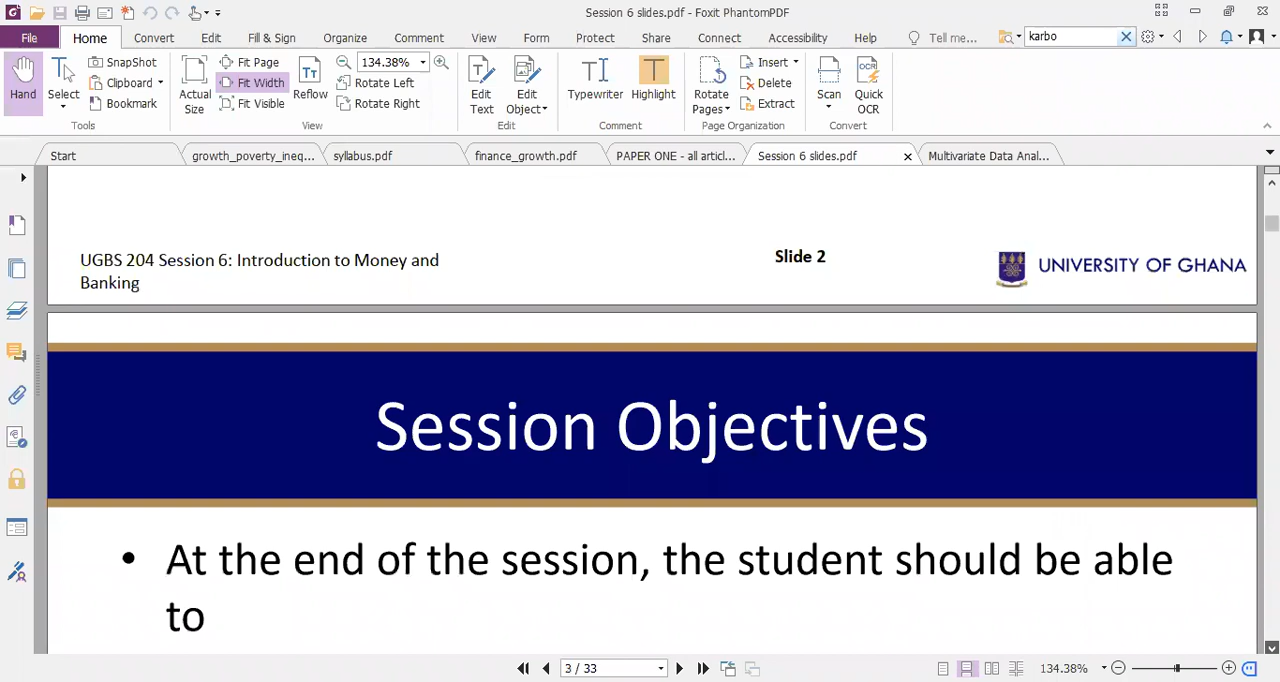 Session 6 slides.pdf - Foxit PhantomPDF
File Home Convert Edit Fill & Sign Organize Comment View Form Protect Share Connect Accessibility Help Tell me... karbo
Hand
Select
SnapShot
Clipboard
Bookmark
Tools
Actual
Size
Fit Page
Fit Width
Fit Visible
Reflow
134.38%
Rotate Left
Rotate Right
View
Edit
Text
Edit
Object
Edit
Typewriter
Highlight
Comment
Rotate
Pages
Insert
Delete
Extract
Page Organization
Scan
Quick
OCR
OCR
Convert
Start growth_poverty_ineq... syllabus.pdf finance_growth.pdf PAPER ONE - all articl... Session 6 slides.pdf Multivariate Data Anal...
UGBS 204 Session 6: Introduction to Money and
Banking
Slide 2
UNIVERSITY OF GHANA
Session Objectives
• At the end of the session, the student should be able
to
3 / 33
134.38%